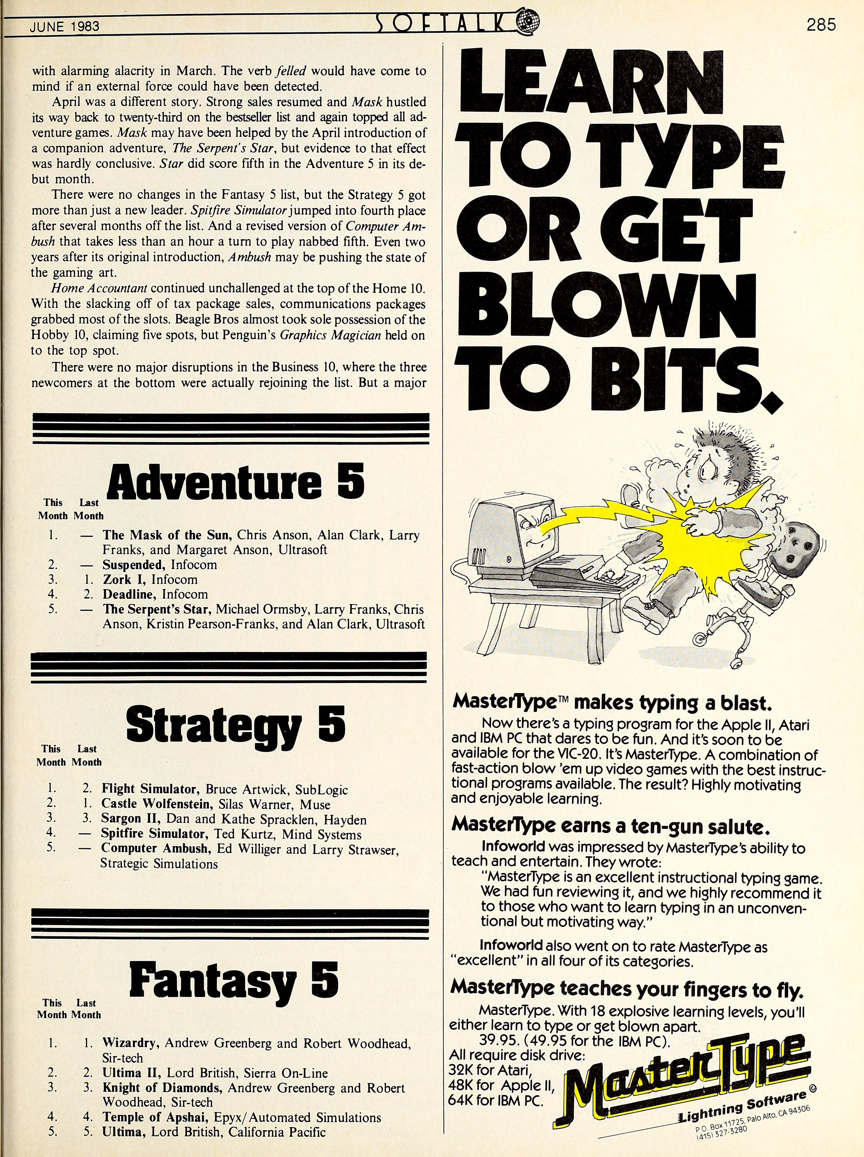 JUNE 1983
SOFTALK
285
with alarming alacrity in March. The verb felled would have come to
mind if an external force could have been detected.
April was a different story. Strong sales resumed and Mask hustled
its way back to twenty-third on the bestseller list and again topped all ad-
venture games. Mask may have been helped by the April introduction of
a companion adventure, The Serpent's Star, but evidence to that effect
was hardly conclusive. Star did score fifth in the Adventure 5 in its de-
but month.
There were no changes in the Fantasy 5 list, but the Strategy 5 got
more than just a new leader. Spitfire Simulator jumped into fourth place
after several months off the list. And a revised version of Computer Am-
bush that takes less than an hour a turn to play nabbed fifth. Even two
years after its original introduction, Ambush may be pushing the state of
the gaming art.
Home Accountant continued unchallenged at the top of the Home 10.
With the slacking off of tax package sales, communications packages
grabbed most of the slots. Beagle Bros almost took sole possession of the
Hobby 10, claiming five spots, but Penguin's Graphics Magician held on
to the top spot.
There were no major disruptions in the Business 10, where the three
newcomers at the bottom were actually rejoining the list. But a major
Adventure 5
This Last
Month Month
1. — The Mask of the Sun, Chris Anson, Alan Clark, Larry
Franks, and Margaret Anson, Ultrasoft
2. — Suspended, Infocom
3. 1. Zork I, Infocom
4. 2. Deadline, Infocom
5. — The Serpent's Star, Michael Ormsby, Larry Franks, Chris
Anson, Kristin Pearson-Franks, and Alan Clark, Ultrasoft
Strategy 5
This Last
Month Month
1. 2. Flight Simulator, Bruce Artwick, SubLogic
2. 1. Castle Wolfenstein, Silas Warner, Muse
3. 3. Sargon II, Dan and Kathe Spracklen, Hayden
4. — Spitfire Simulator, Ted Kurtz, Mind Systems
5. — Computer Ambush, Ed Williger and Larry Strawser,
Strategic Simulations
Fantasy 5
This Last
Month Month
1. 1. Wizardry, Andrew Greenberg and Robert Woodhead,
Sir-tech
2. 2. Ultima II, Lord British, Sierra On-Line
3. 3. Knight of Diamonds, Andrew Greenberg and Robert
Woodhead, Sir-tech
4. 4. Temple of Apshai, Epyx/Automated Simulations
5. 5. Ultima, Lord British, California Pacific
LEARN
TO TYPE
OR GET
BLOWN
TO BITS.
MasterType™ makes typing a blast.
Now there's a typing program for the Apple II, Atari
and IBM PC that dares to be fun. And it's soon to be
available for the VIC-20. It's MasterType. A combination of
fast-action blow 'em up video games with the best instruc-
tional programs available. The result? Highly motivating
and enjoyable learning.
MasterType earns a ten-gun salute.
Infoworld was impressed by MasterType's ability to
teach and entertain. They wrote:
"MasterType is an excellent instructional typing game.
We had fun reviewing it, and we highly recommend it
to those who want to learn typing in an unconven-
tional but motivating way."
Infoworld also went on to rate MasterType as
"excellent" in all four of its categories.
MasterType teaches your fingers to fly.
MasterType. With 18 explosive learning levels, you'll
either learn to type or get blown apart.
39.95. (49.95 for the IBM PC).
All require disk drive:
32K for Atari,
48K for Apple II,
64K for IBM PC.
MasterType
Lightning Software ©
P.O. Box 11725, Palo Alto, CA 94306
(415) 327-3280